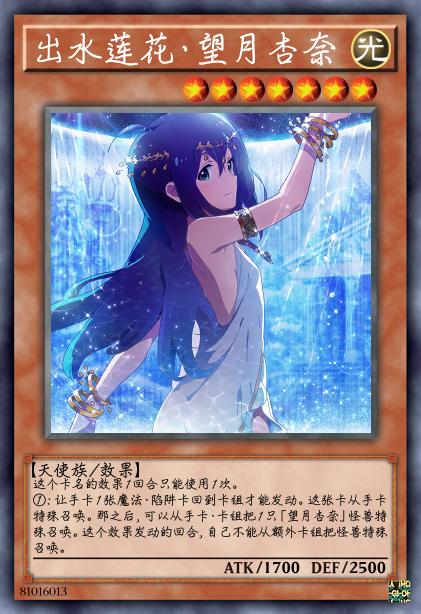 出水莲花·望月杏奈
光
【天使族/效果】
这个卡名的效果1回合只能使用1次。
①：让手卡1张魔法·陷阱卡回到卡组才能发动。这张卡从手卡
特殊召唤。那之后，可以从手卡·卡组把1只「望月杏奈」怪兽特
殊召唤。这个效果发动的回合，自己不能从额外卡组把怪兽特殊
召唤。
ATK/1700 DEF/2500
81016013